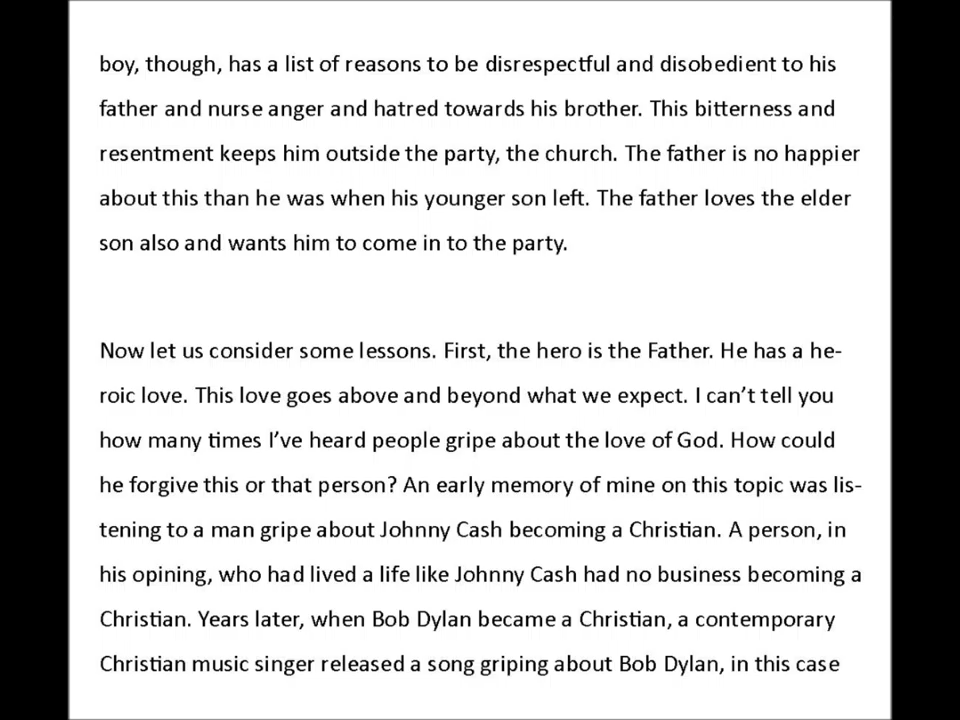 boy, though, has a list of reasons to be disrespectful and disobedient to his
father and nurse anger and hatred towards his brother. This bitterness and
resentment keeps him outside the party, the church. The father is no happier
about this than he was when his younger son left. The father loves the elder
son also and wants him to come in to the party.
Now let us consider some lessons. First, the hero is the Father. He has a he-
roic love. This love goes above and beyond what we expect. I can’t tell you
how many times I’ve heard people gripe about the love of God. How could
he forgive this or that person? An early memory of mine on this topic was lis-
tening to a man gripe about Johnny Cash becoming a Christian. A person, in
his opining, who had lived a life like Johnny Cash had no business becoming a
Christian. Years later, when Bob Dylan became a Christian, a contemporary
Christian music singer released a song griping about Bob Dylan, in this case